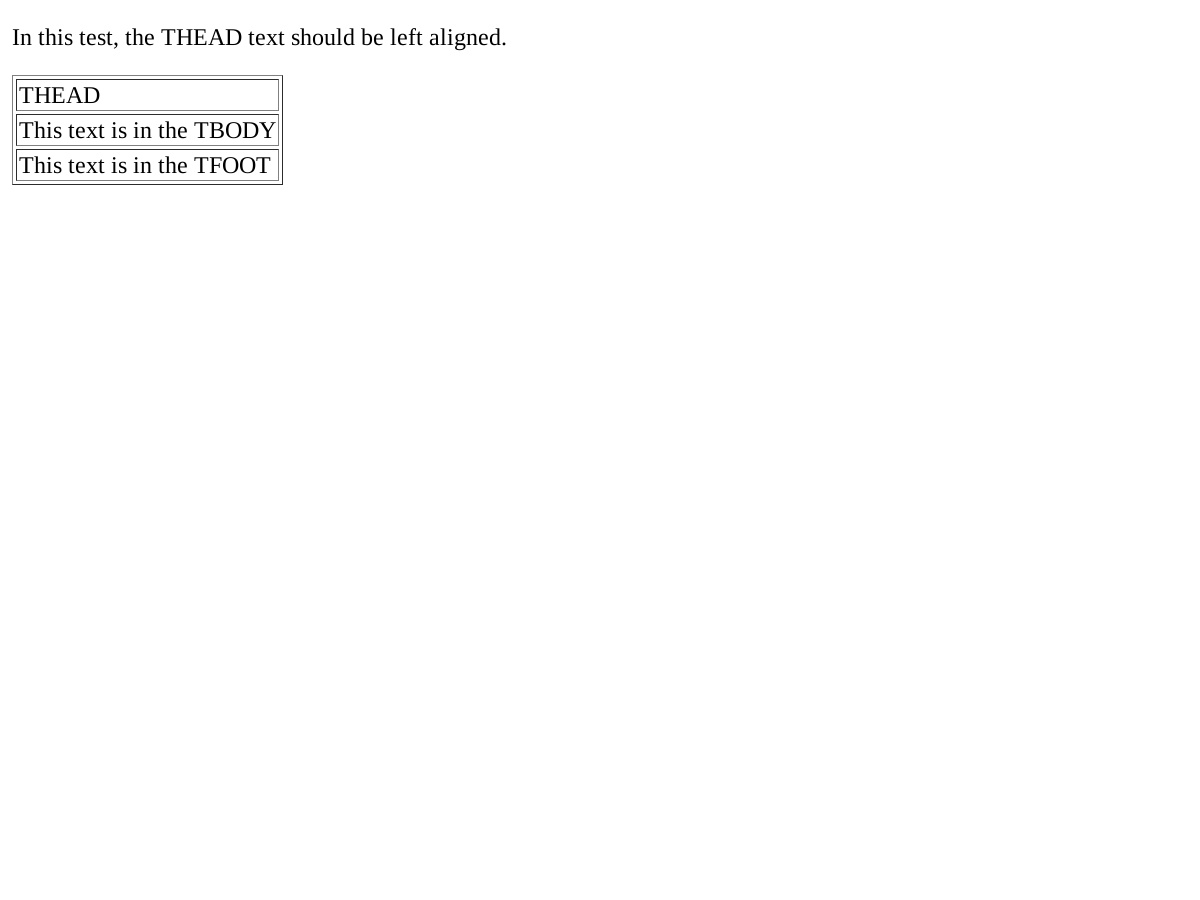 In this test, the THEAD text should be left aligned.
THEAD
This text is in the TBODY
This text is in the TFOOT